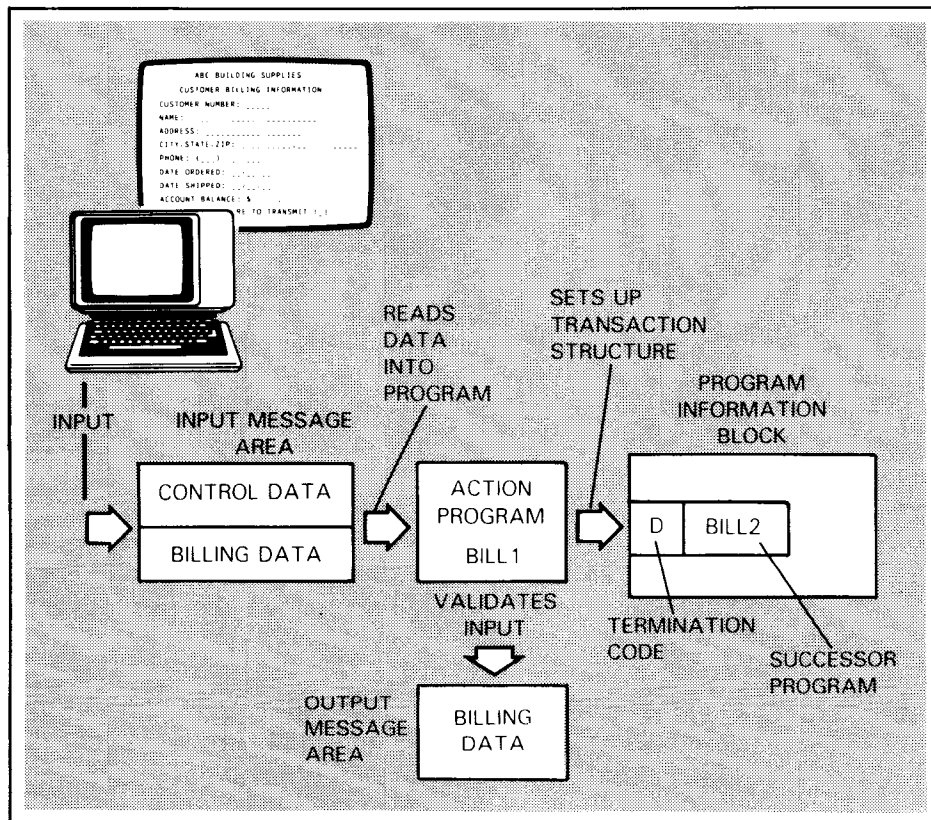 ABC BUILDING SUPPLIES
CUSTOMER BILLING INFORMATION
CUSTOMER NUMBER:
NAME:
ADDRESS:
CITY-STATE-ZIP:
PHONE: (
DATE ORDERED:
DATE SHIPPED:
ACCOUNT BALANCE: $
TO TRANSMIT
READS
DATA
INTO
PROGRAM
SETS UP
TRANSACTION
STRUCTURE
PROGRAM
INFORMATION
BLOCK
INPUT
INPUT MESSAGE
AREA
CONTROL DATA
BILLING DATA
ACTION
PROGRAM
BILL1
D
BILL2
VALIDATES
INPUT
TERMINATION
CODE
SUCCESSOR
PROGRAM
OUTPUT
MESSAGE
AREA
BILLING
DATA